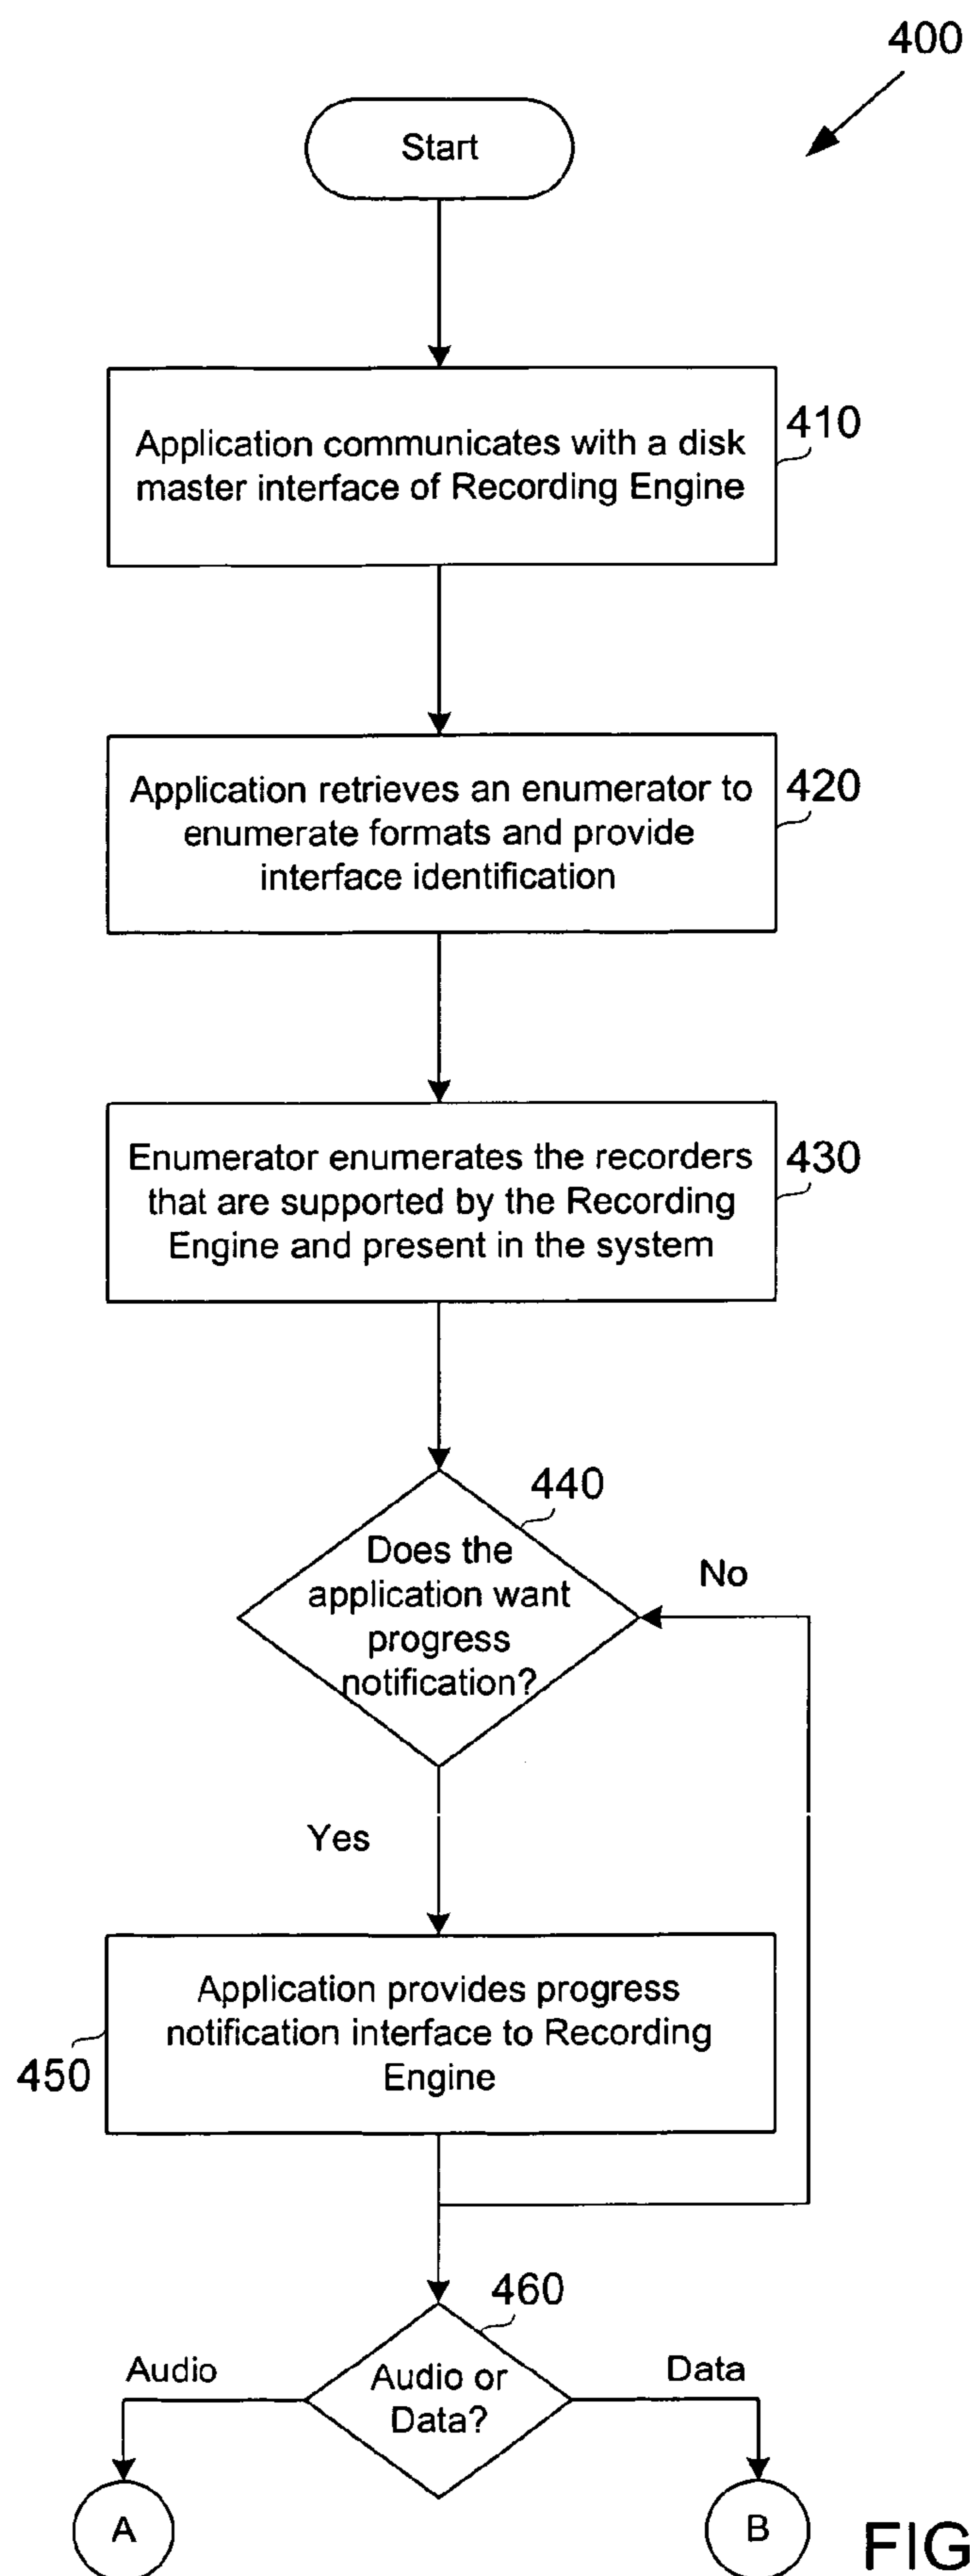 400
Start
Application communicates with a disk
master interface of Recording Engine
410
Application retrieves an enumerator to
enumerate formats and provide
interface identification
420
Enumerator enumerates the recorders
that are supported by the Recording
Engine and present in the system
430
440
Does the
application want
progress
notification?
No
Yes
Application provides progress
notification interface to Recording
Engine
450
460
Audio or
Data?
Audio
Data
A
B
FIG